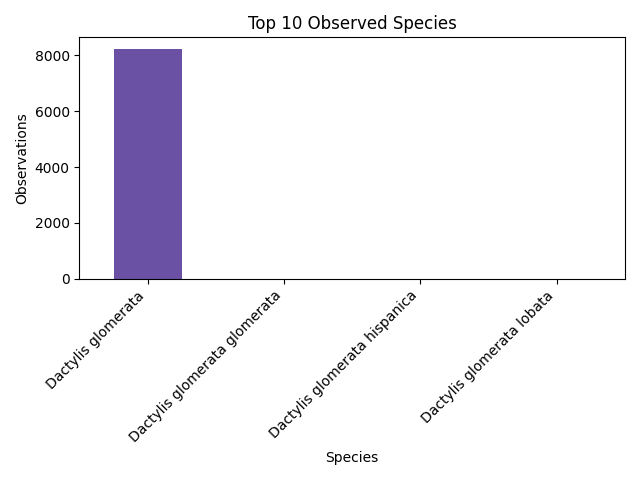 Top 10 Observed Species
Observations
8000
6000
4000
2000
0
Dactylis glomerata
Dactylis glomerata glomerata
Dactylis glomerata hispanica
Dactylis glomerata lobata
Species